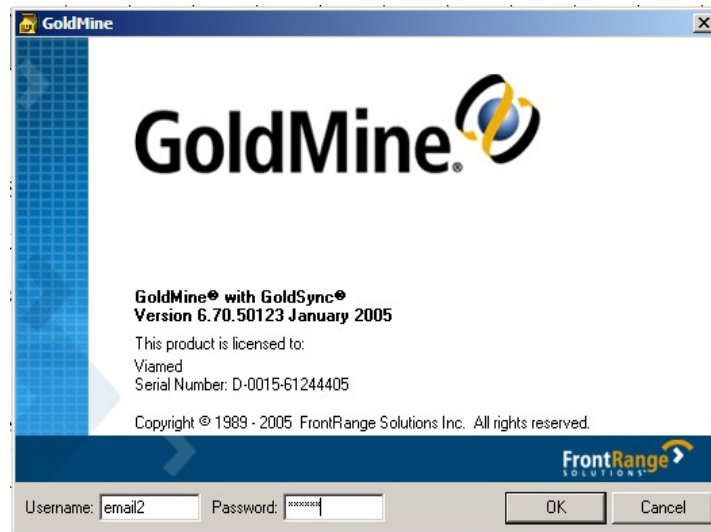 GoldMine
GoldMine®
GoldMine® with GoldSync®
Version 6.70.50123 January 2005
This product is licensed to:
Viamed
Serial Number: D-0015-61244405
Copyright © 1989 - 2005 FrontRange Solutions Inc. All rights reserved.
FrontRange
SOLUTIONS
Username: email2 Password: xxxxxx OK Cancel